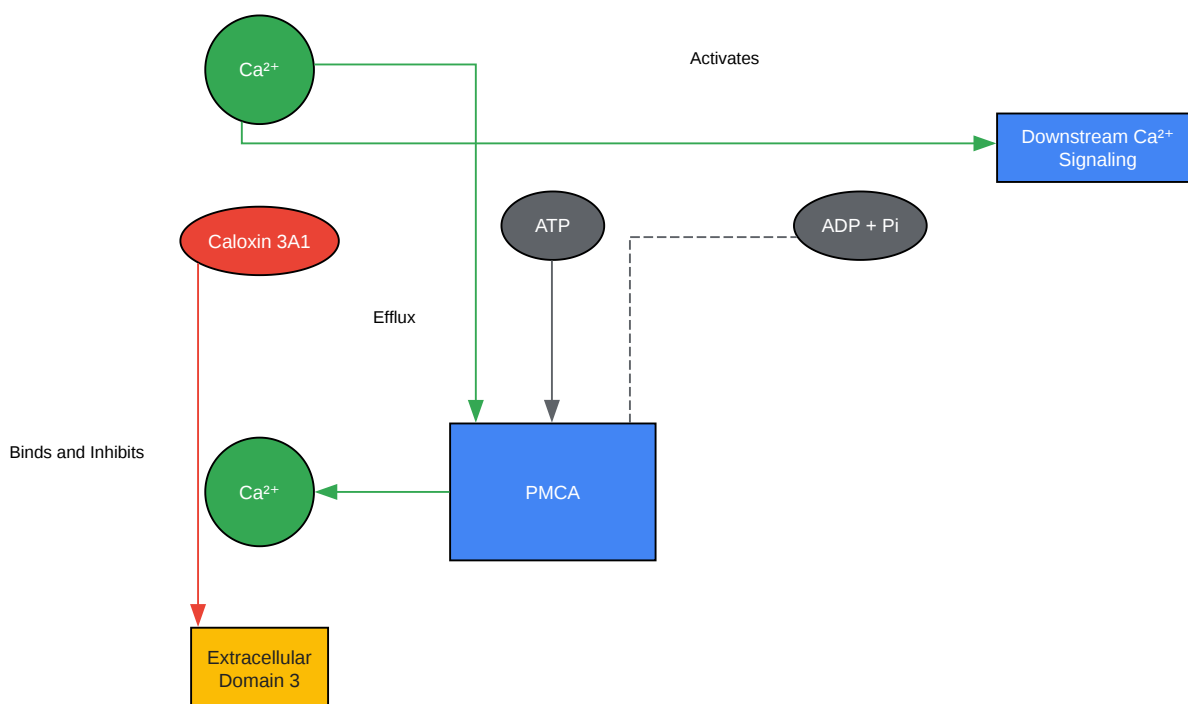 Ca²⁺
Activates
Downstream Ca²⁺
Signaling
Caloxin 3A1
ATP
ADP + Pi
Efflux
Binds and Inhibits
Ca²⁺
PMCA
Extracellular
Domain 3